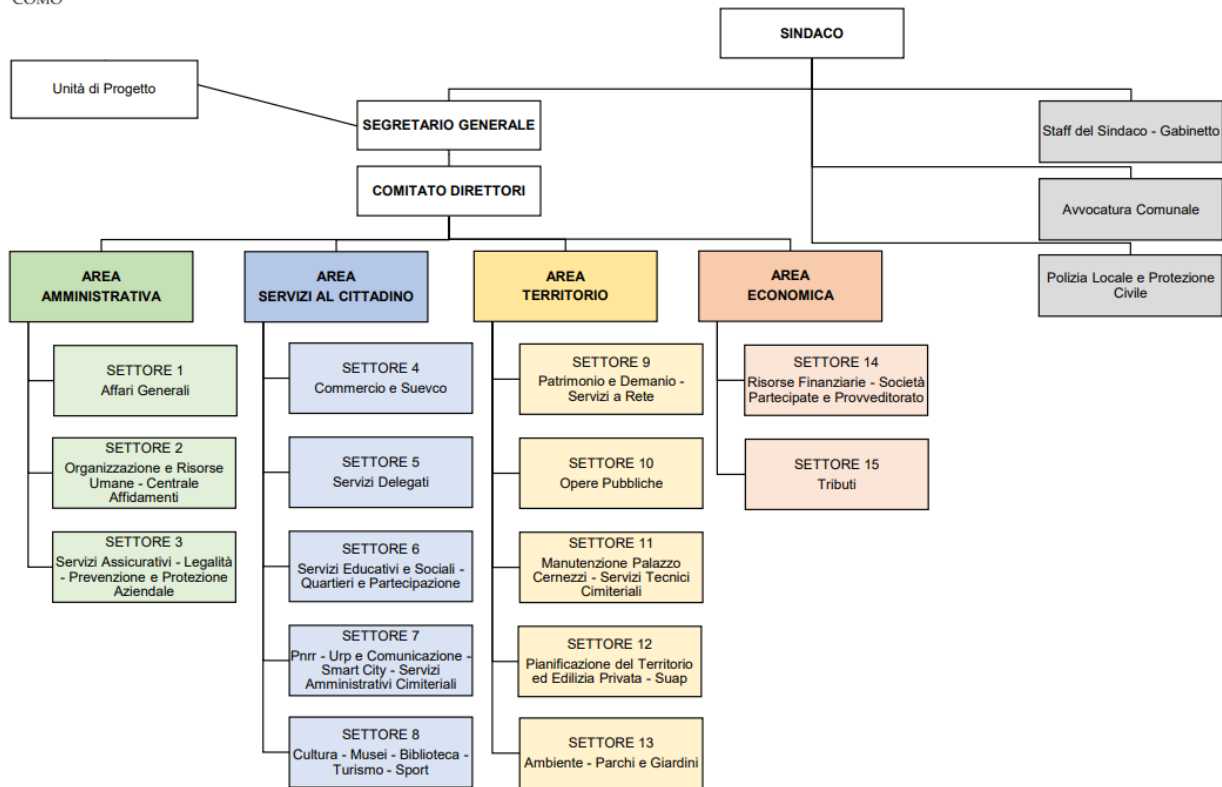 COMO
SINDACO
Unità di Progetto
SEGRETARIO GENERALE
Staff del Sindaco - Gabinetto
COMITATO DIRETTORI
Avvocatura Comunale
Polizia Locale e Protezione
Civile
AREA
AMMINISTRATIVA
SETTORE 1
Affari Generali
SETTORE 2
Organizzazione e Risorse
Umane - Centrale
Affidamenti
SETTORE 3
Servizi Assicurativi - Legalità
- Prevenzione e Protezione
Aziendale
AREA
SERVIZI AL CITTADINO
SETTORE 4
Commercio e Suevco
SETTORE 5
Servizi Delegati
SETTORE 6
Servizi Educativi e Sociali -
Quartieri e Partecipazione
SETTORE 7
Pnrr - Urp e Comunicazione -
Smart City - Servizi
Amministrativi Cimiteriali
SETTORE 8
Cultura - Musei - Biblioteca -
Turismo - Sport
AREA
TERRITORIO
SETTORE 9
Patrimonio e Demanio -
Servizi a Rete
SETTORE 10
Opere Pubbliche
SETTORE 11
Manutenzione Palazzo
Cernezzi - Servizi Tecnici
Cimiteriali
SETTORE 12
Pianificazione del Territorio
ed Edilizia Privata - Suap
SETTORE 13
Ambiente - Parchi e Giardini
AREA
ECONOMICA
SETTORE 14
Risorse Finanziarie - Società
Partecipate e Provveditorato
SETTORE 15
Tributi